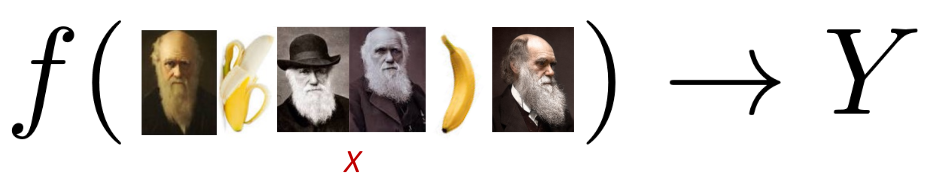 f( ) → Y
X